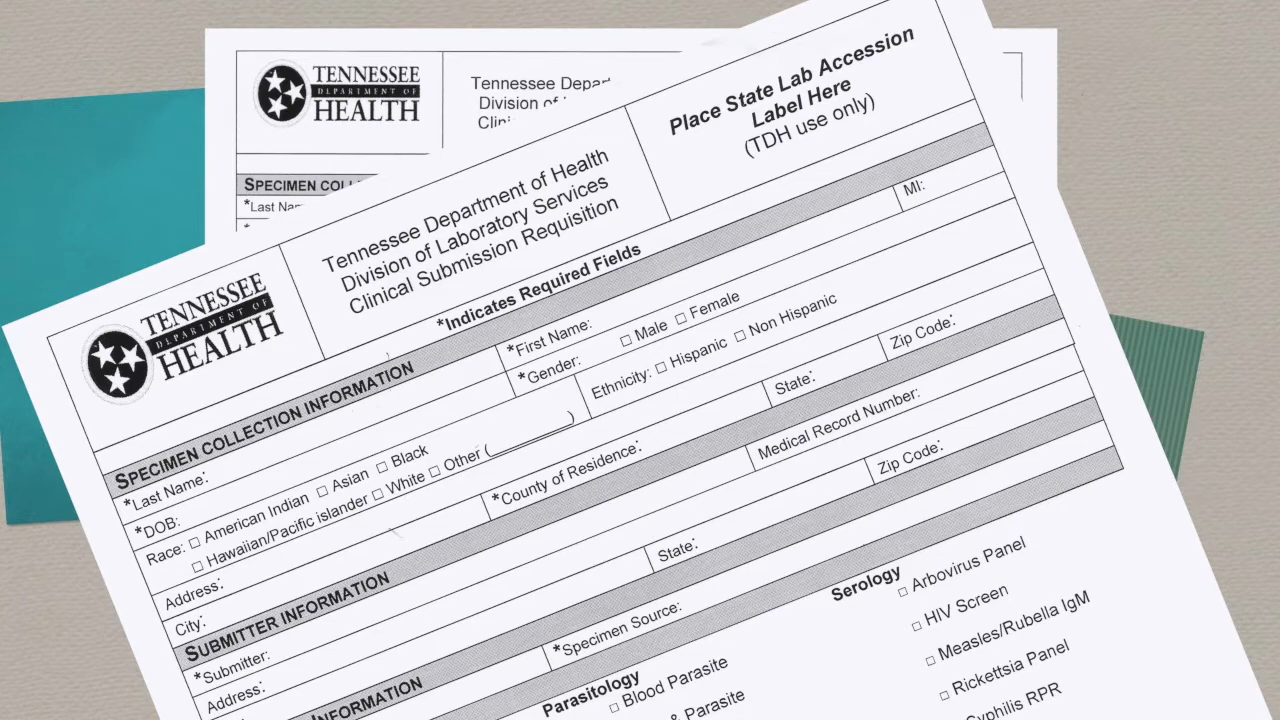 TENNESSEE
DEPARTMENT OF
HEALTH
Tennessee
Division of
SPECIMEN
*Last
TENNESSEE
DEPARTMENT OF
HEALTH
Tennessee Department of Health
Division of Laboratory Services
Clinical Submission Requisition
Place State Lab Accession
Label Here
(TDH use only)
*Indicates Required Fields
SPECIMEN COLLECTION INFORMATION
*Last Name:
*First Name:
MI:
*DOB:
*Gender: □ Male □ Female
Race: □ American Indian □ Asian □ Black
□ Hawaiian/Pacific islander □ White □ Other (________)
Ethnicity: □ Hispanic □ Non Hispanic
Address:
*County of Residence:
City:
State:
Zip Code:
SUBMITTER INFORMATION
*Submitter:
Medical Record Number:
Address:
State:
Zip Code:
INFORMATION
*Specimen Source:
Parasitology
□ Blood Parasite
& Parasite
Serology
□ Arbovirus Panel
□ HIV Screen
□ Measles/Rubella IgM
□ Rickettsia Panel
Syphilis RPR